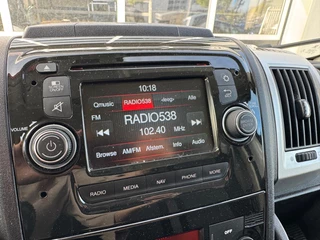 10:18
Qmusic RADIO538 <leeg> Alle
FM RADIO538
102.40 MHz
Browse AM/FM Afstem. Info Audio
VOLUME
RADIO MEDIA NAV PHONE MORE